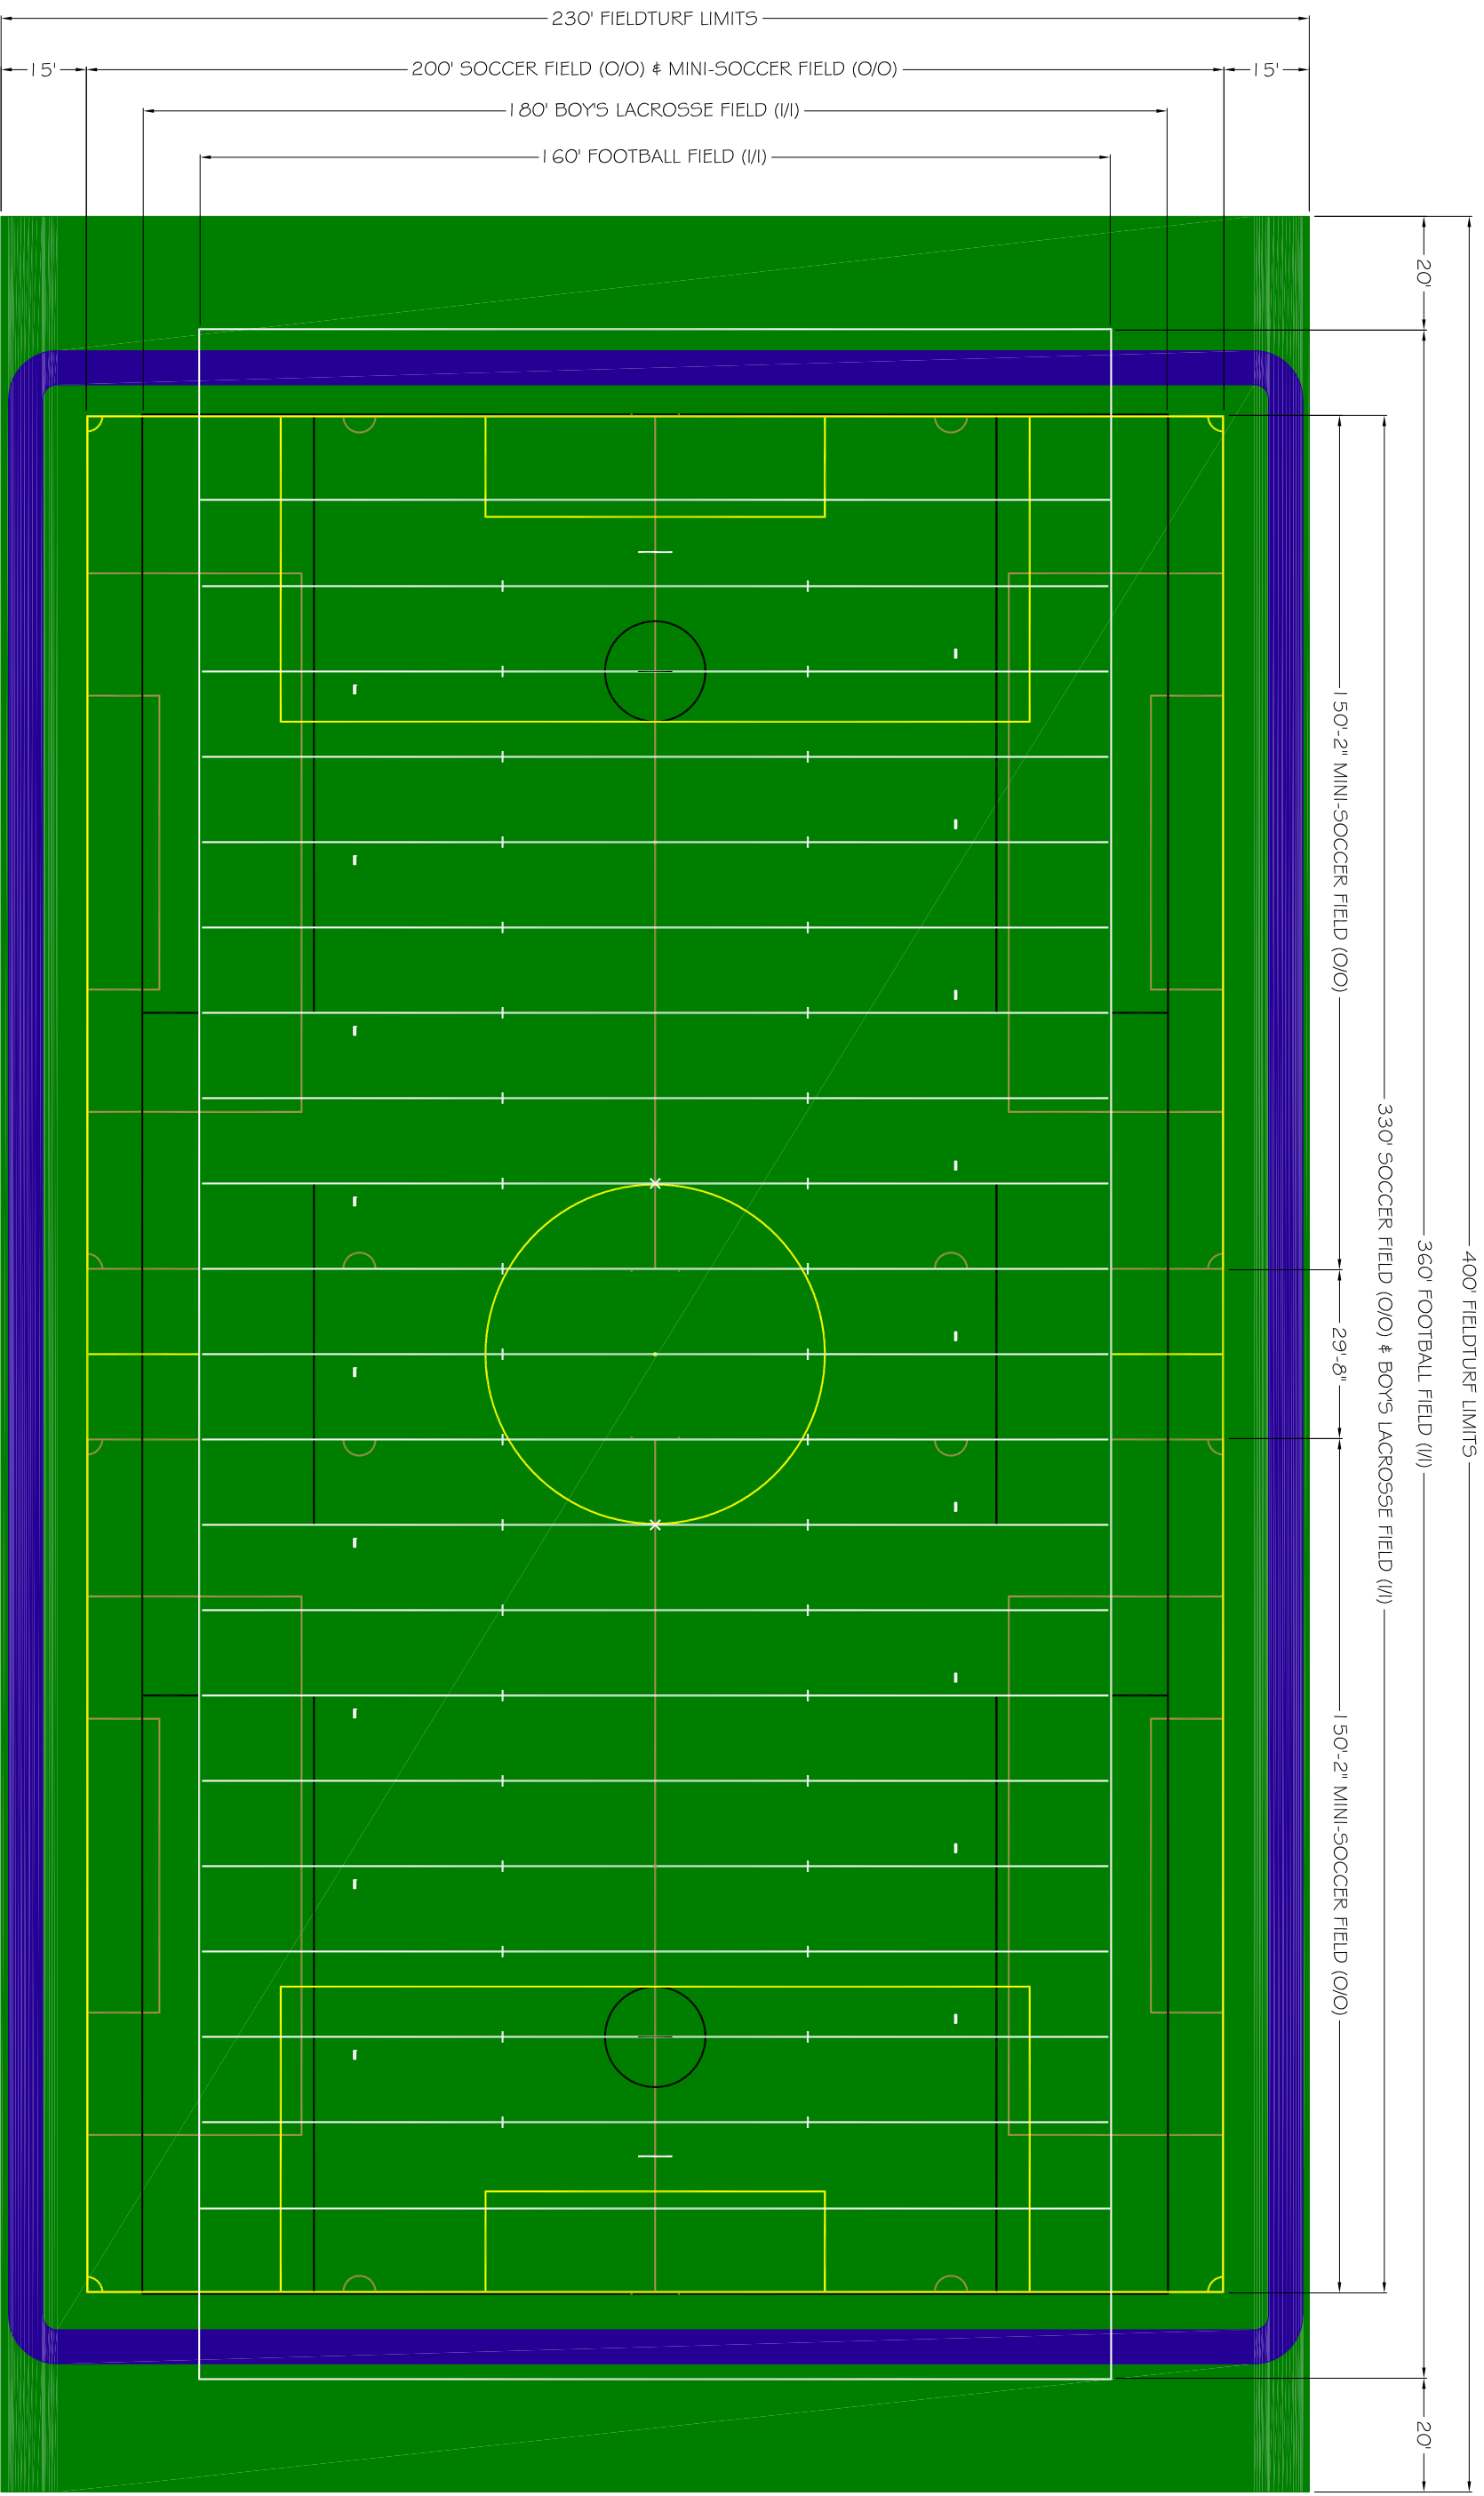 230' FIELDTURF LIMITS
15'
200' SOCCER FIELD (O/O) & MINI-SOCCER FIELD (O/O)
15'
180' BOY'S LACROSSE FIELD (I/I)
160' FOOTBALL FIELD (I/I)
20'
150'-2" MINI-SOCCER FIELD (O/O)
330' SOCCER FIELD (O/O) & BOY'S LACROSSE FIELD (I/I)
360' FOOTBALL FIELD (I/I)
400' FIELDTURF LIMITS
29'-8"
150'-2" MINI-SOCCER FIELD (O/O)
20'